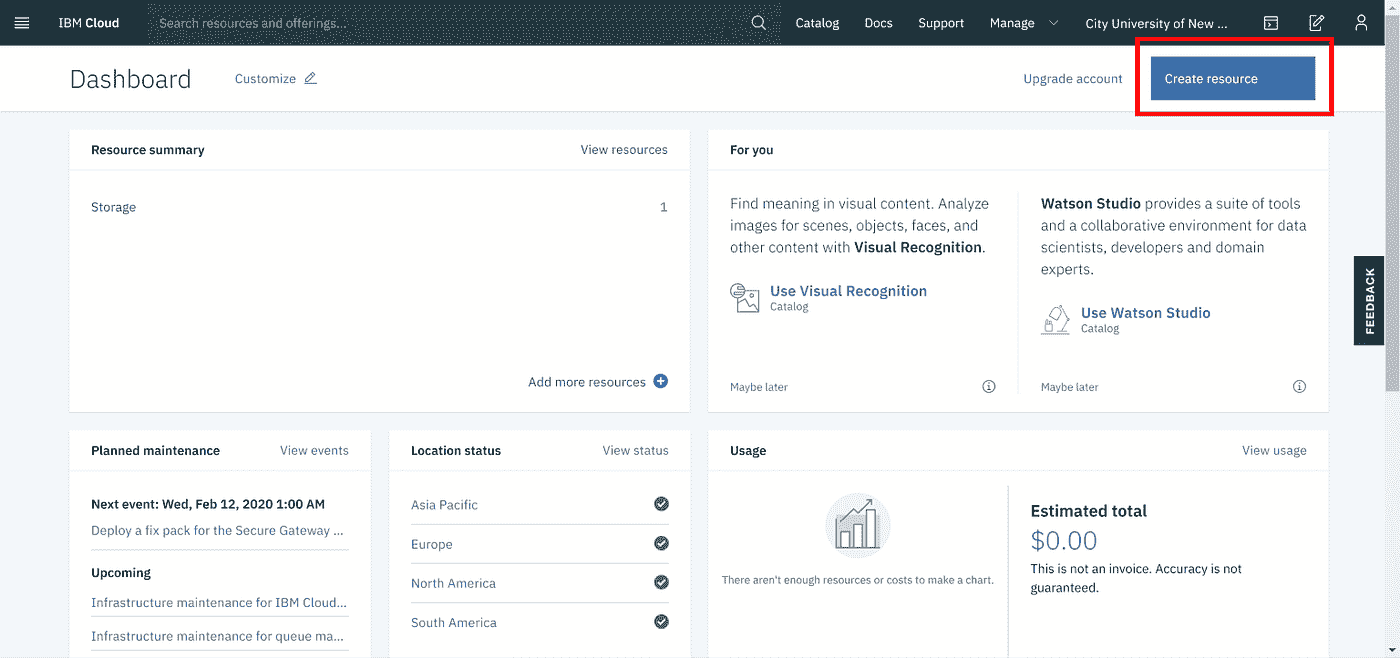 IBM Cloud
Search resources and offerings...
Catalog
Docs
Support
Manage
City University of New ...
Dashboard
Customize
Upgrade account
Create resource
Resource summary
View resources
Storage
1
Add more resources
For you
Find meaning in visual content. Analyze
images for scenes, objects, faces, and
other content with Visual Recognition.
Use Visual Recognition
Catalog
Maybe later
Watson Studio provides a suite of tools
and a collaborative environment for data
scientists, developers and domain
experts.
Use Watson Studio
Catalog
Maybe later
FEEDBACK
Planned maintenance
View events
Next event: Wed, Feb 12, 2020 1:00 AM
Deploy a fix pack for the Secure Gateway ...
Upcoming
Infrastructure maintenance for IBM Cloud...
Infrastructure maintenance for queue ma...
Location status
View status
Asia Pacific
Europe
North America
South America
Usage
View usage
There aren't enough resources or costs to make a chart.
Estimated total
$0.00
This is not an invoice. Accuracy is not
guaranteed.